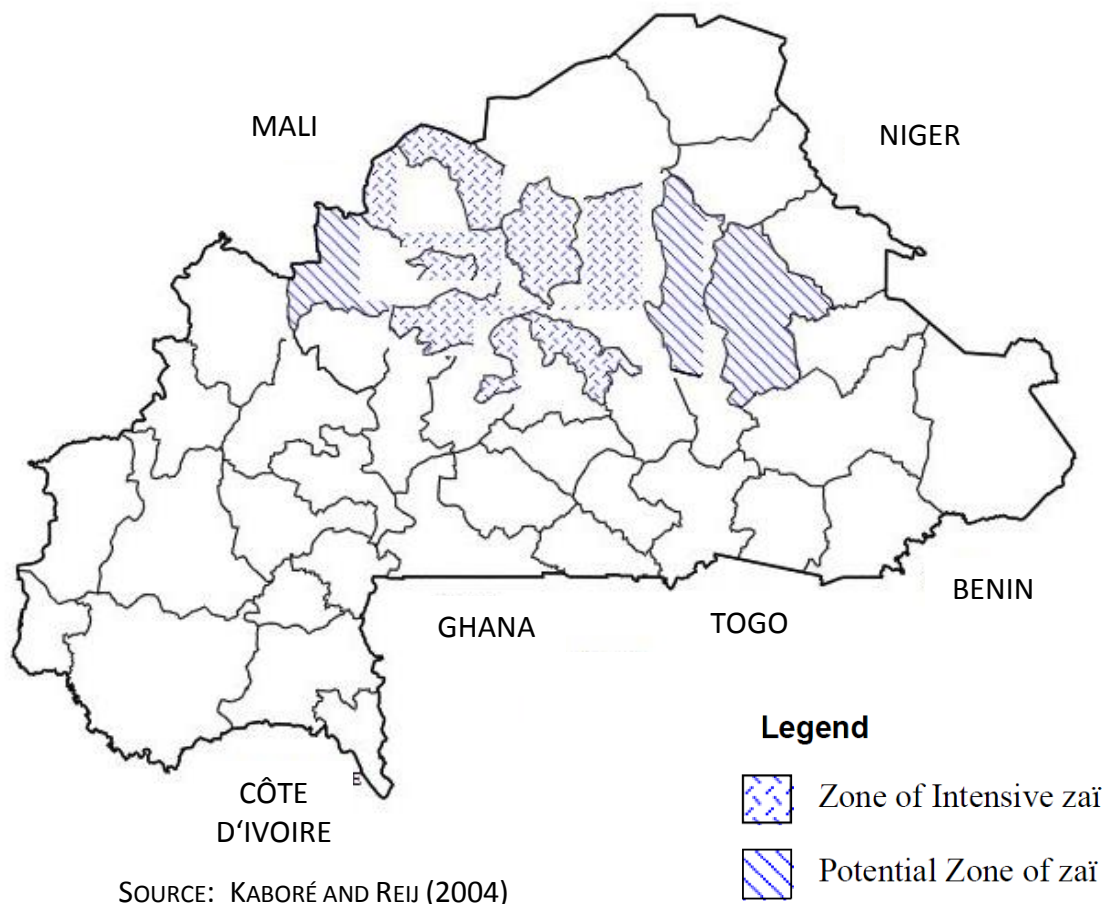 MALI
NIGER
BENIN
GHANA
TOGO
E
CÔTE
D‘IVOIRE
Legend
Zone of Intensive zaï
Potential Zone of zaï
SOURCE: KABORÉ AND REIJ (2004)